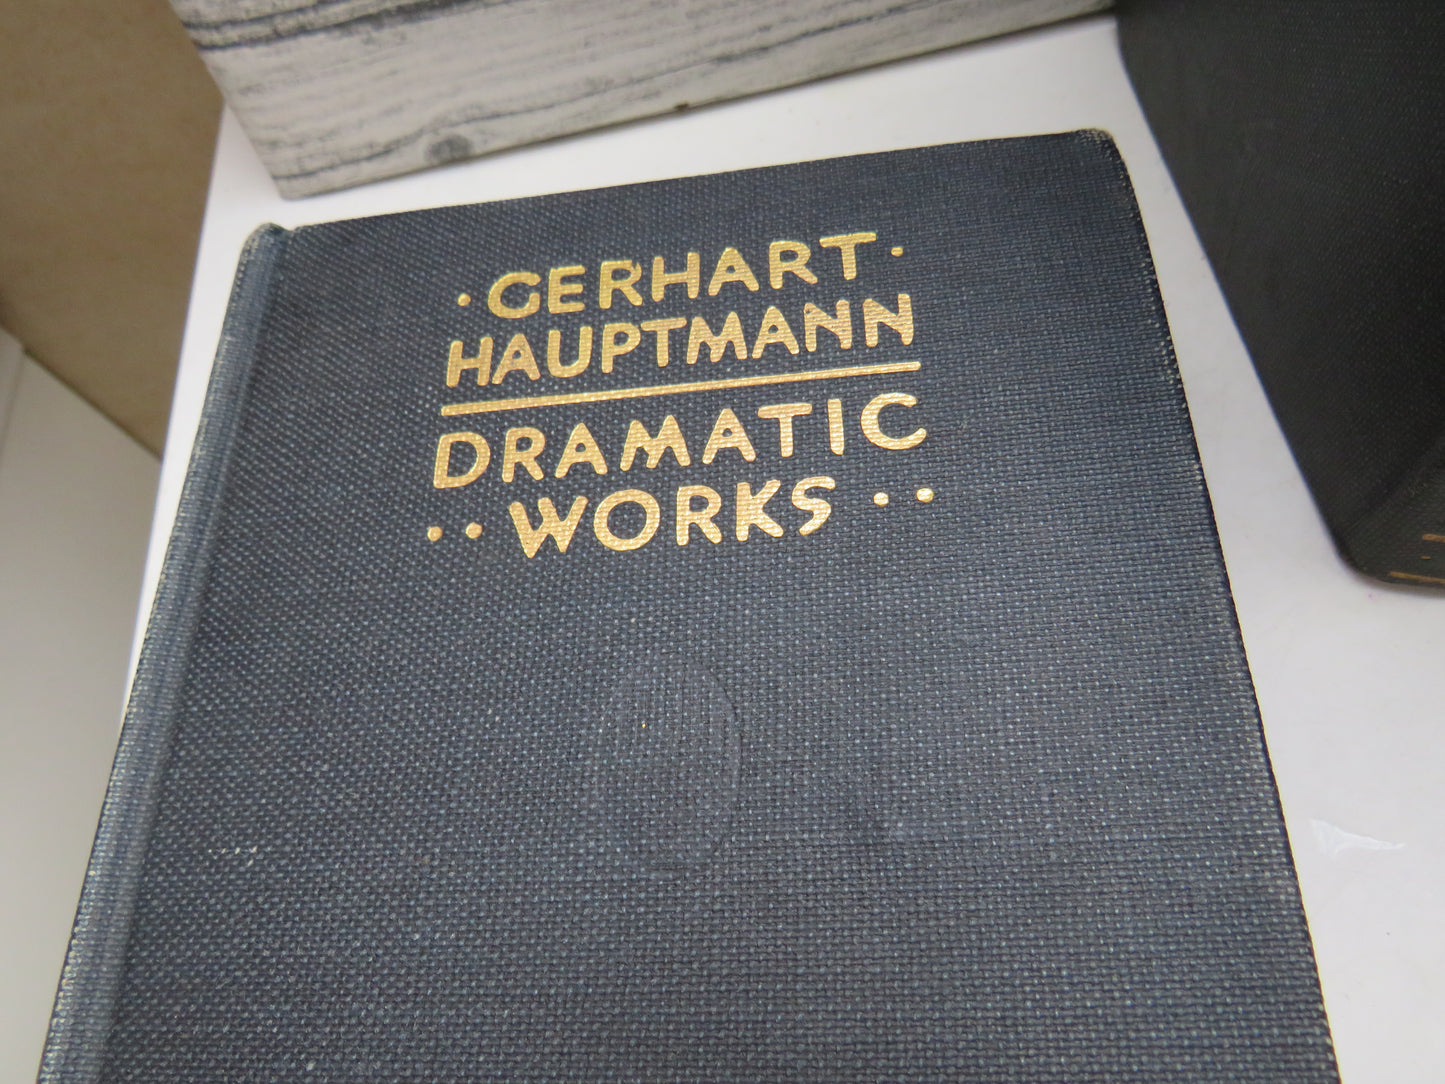 · GERHART ·
HAUPTMANN
DRAMATIC
·· WORKS ··